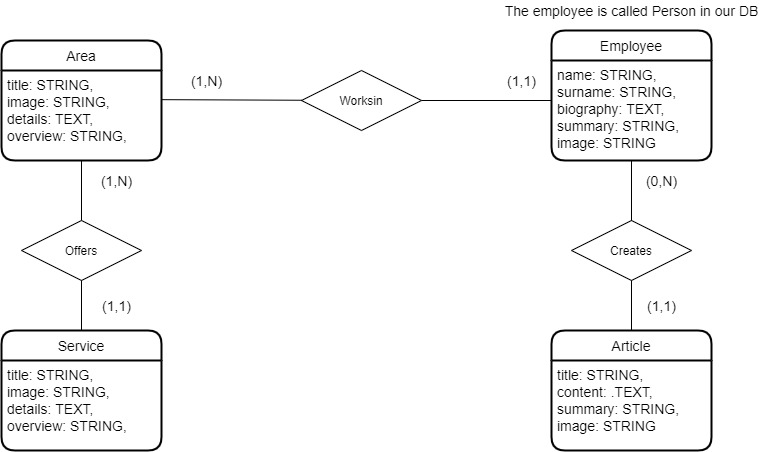 The employee is called Person in our DB
Area
title: STRING,
image: STRING,
details: TEXT,
overview: STRING,
(1,N)
Worksin
(1,1)
Employee
name: STRING,
surname: STRING,
biography: TEXT,
summary: STRING,
image: STRING
(1,N)
Offers
(1,1)
(0,N)
Creates
(1,1)
Service
title: STRING,
image: STRING,
details: TEXT,
overview: STRING,
Article
title: STRING,
content: .TEXT,
summary: STRING,
image: STRING